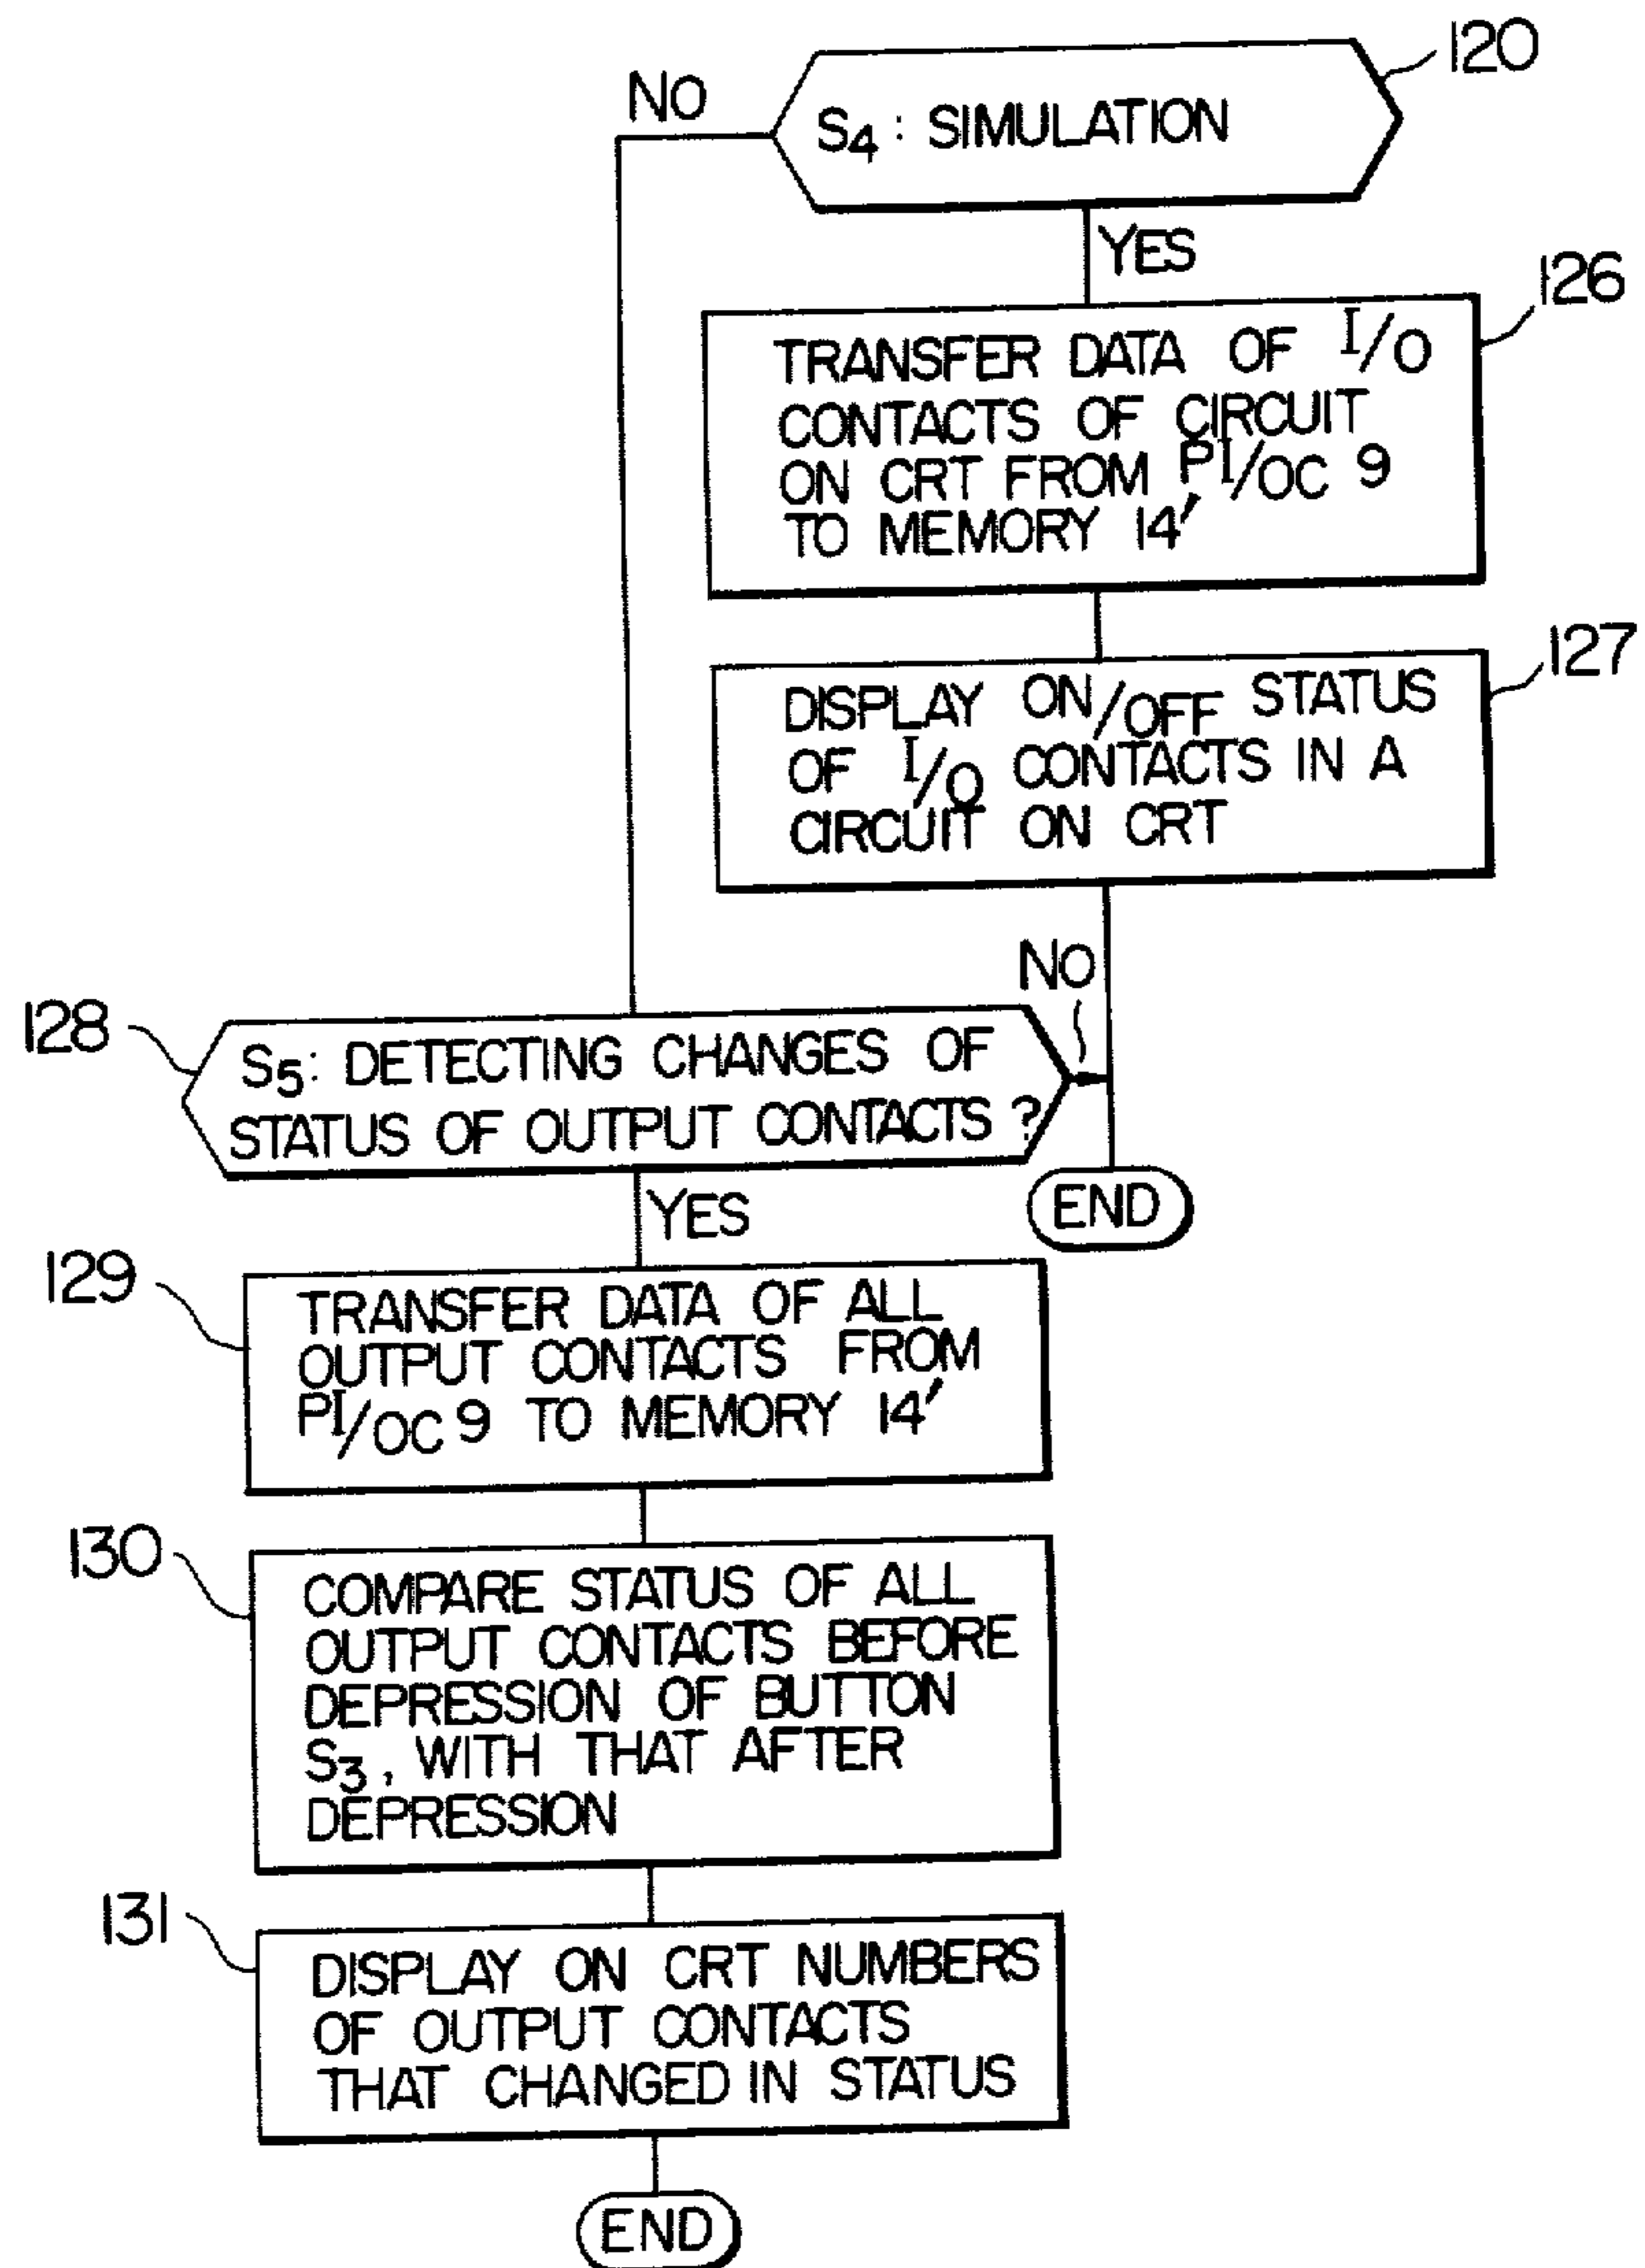 120
NO
S4: SIMULATION
YES
126
TRANSFER DATA OF I/O
CONTACTS OF CIRCUIT
ON CRT FROM PI/OC 9
TO MEMORY 14'
127
DISPLAY ON/OFF STATUS
OF I/O CONTACTS IN A
CIRCUIT ON CRT
NO
128
S5: DETECTING CHANGES OF
STATUS OF OUTPUT CONTACTS ?
END
YES
129
TRANSFER DATA OF ALL
OUTPUT CONTACTS FROM
PI/OC 9 TO MEMORY 14'
130
COMPARE STATUS OF ALL
OUTPUT CONTACTS BEFORE
DEPRESSION OF BUTTON
S3, WITH THAT AFTER
DEPRESSION
131
DISPLAY ON CRT NUMBERS
OF OUTPUT CONTACTS
THAT CHANGED IN STATUS
END